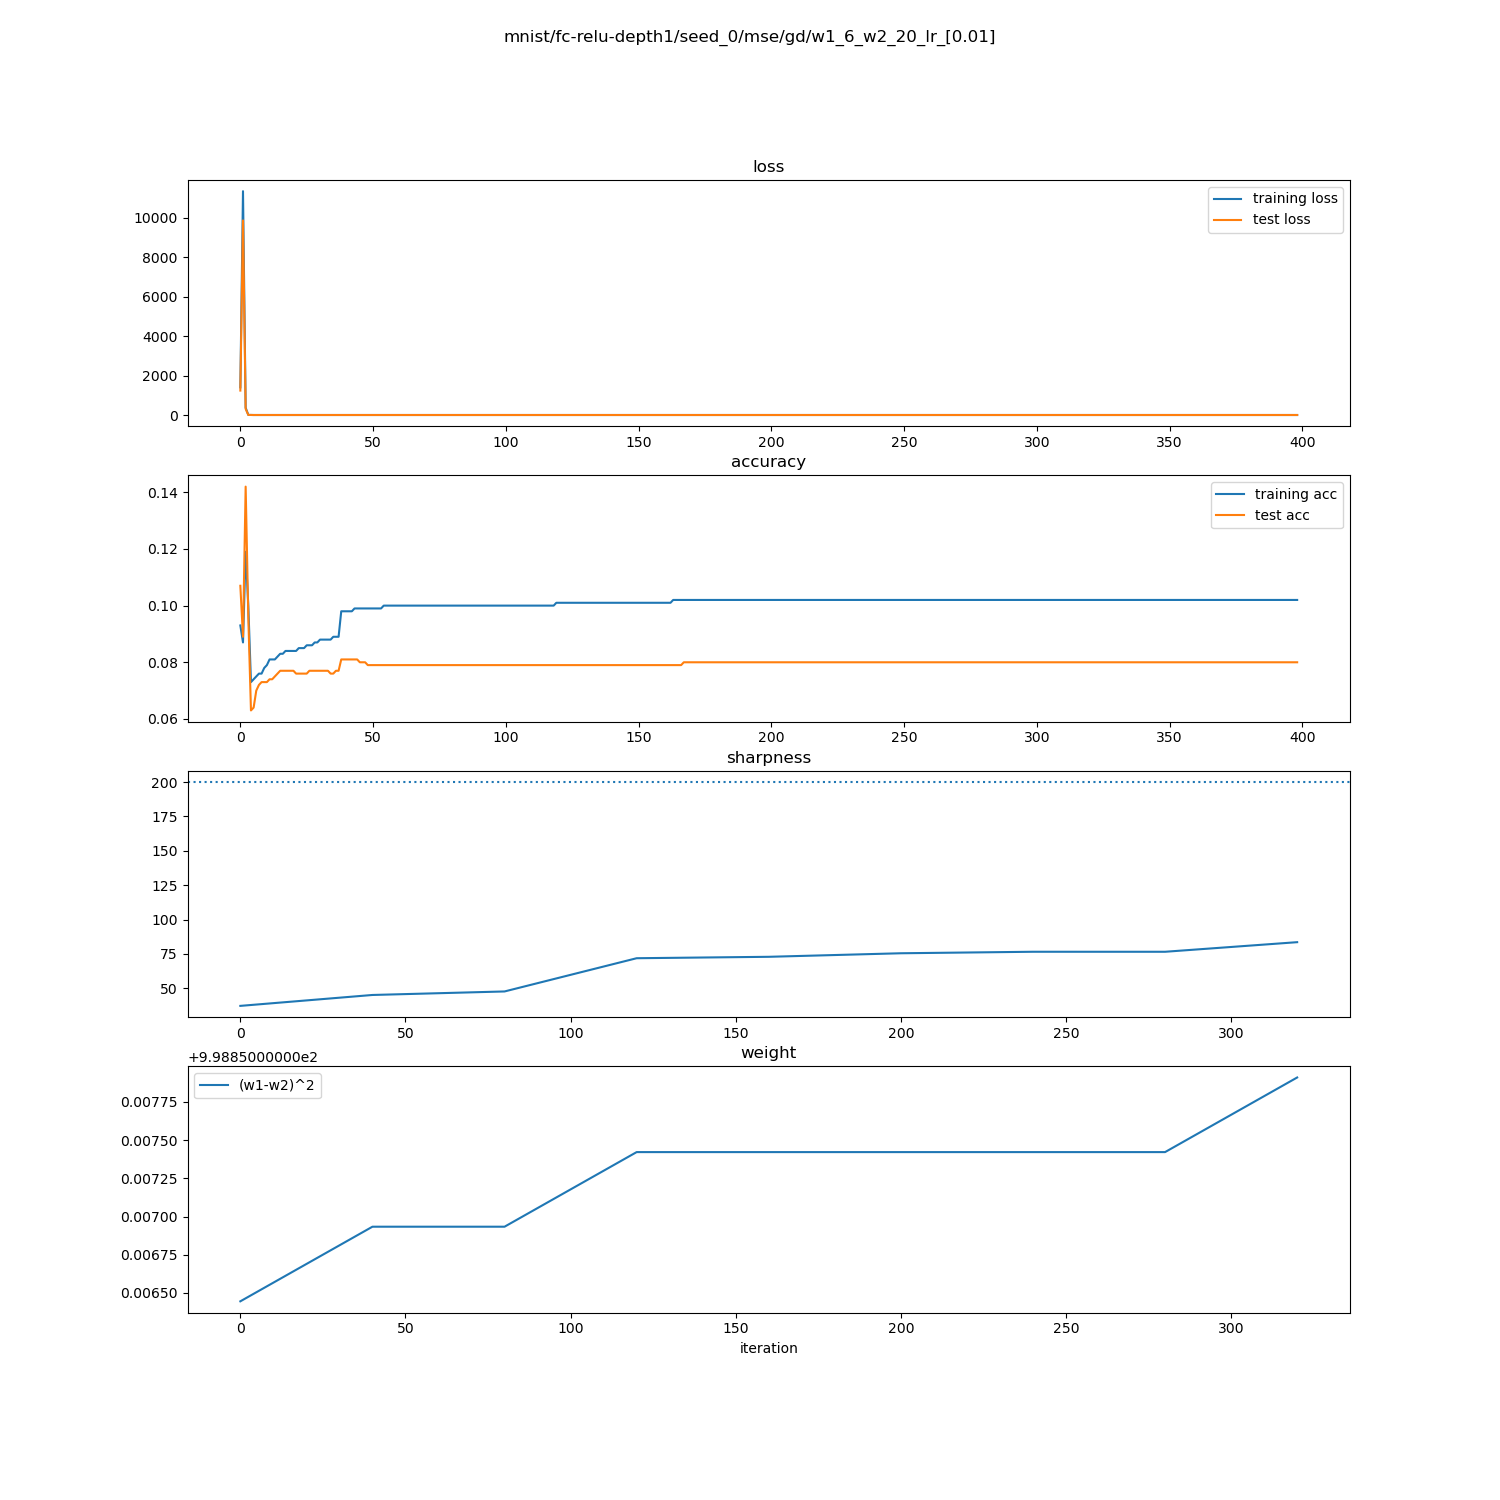 mnist/fc-relu-depth1/seed_0/mse/gd/w1_6_w2_20_lr_[0.01]
loss
training loss
test loss
10000
8000
6000
4000
2000
0
0 50 100 150 200 250 300 350 400
accuracy
training acc
test acc
0.14
0.12
0.10
0.08
0.06
0 50 100 150 200 250 300 350 400
sharpness
200
175
150
125
100
75
50
0 50 100 150 200 250 300
weight
+9.9885000000e2
(w1-w2)^2
0.00775
0.00750
0.00725
0.00700
0.00675
0.00650
0 50 100 150 200 250 300
iteration